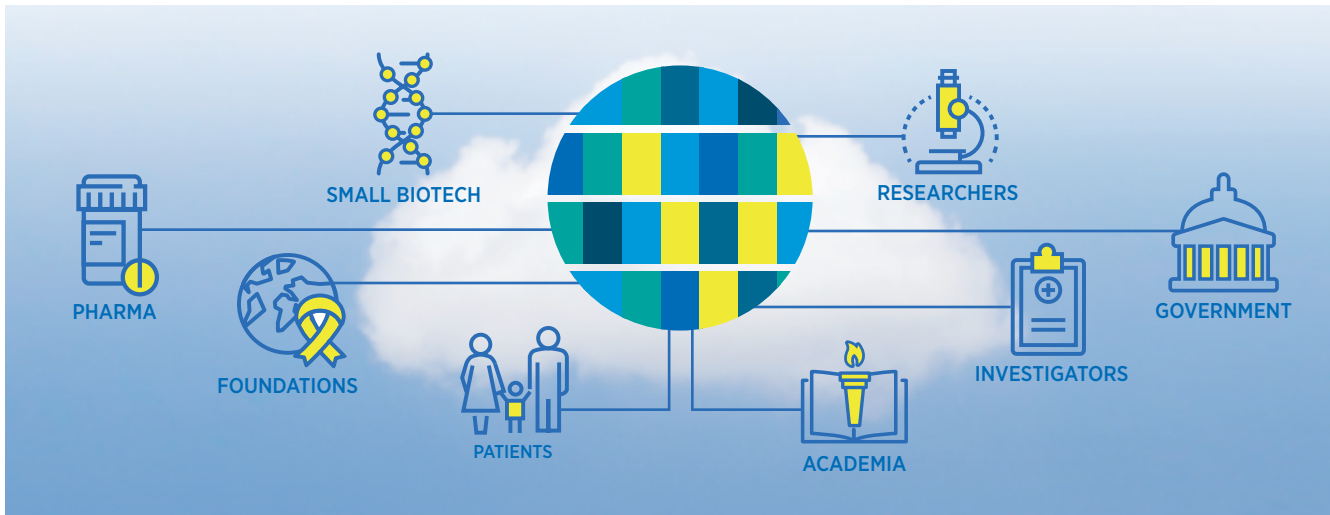 SMALL BIOTECH
RESEARCHERS
PHARMA
GOVERNMENT
FOUNDATIONS
INVESTIGATORS
PATIENTS
ACADEMIA